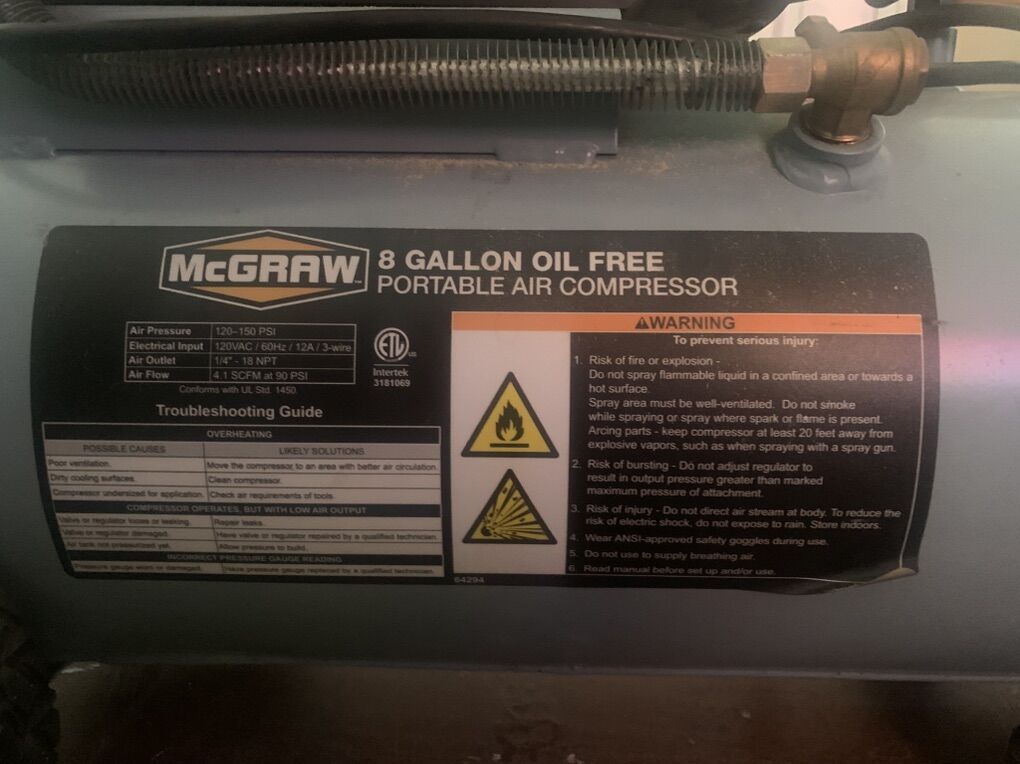 McGRAW™
8 GALLON OIL FREE
PORTABLE AIR COMPRESSOR
Air Pressure 120–150 PSI
Electrical Input 120VAC / 60Hz / 12A / 3-wire
Air Outlet 1/4" - 18 NPT
Air Flow 4.1 SCFM at 90 PSI
Conforms with UL Std. 1450.
ETL
us
Intertek
3181069
Troubleshooting Guide
OVERHEATING
POSSIBLE CAUSES LIKELY SOLUTIONS
Poor ventilation. Move the compressor to an area with better air circulation.
Dirty cooling surfaces. Clean compressor.
Compressor undersized for application. Check air requirements of tools.
COMPRESSOR OPERATES, BUT WITH LOW AIR OUTPUT
Valve or regulator loose or leaking. Repair leaks.
Valve or regulator damaged. Have valve or regulator repaired by a qualified technician.
Air tank not pressurized yet. Allow pressure to build.
INCORRECT PRESSURE GAUGE READING
Pressure gauge worn or damaged. Have pressure gauge replaced by a qualified technician.
⚠WARNING
To prevent serious injury:
1. Risk of fire or explosion -
Do not spray flammable liquid in a confined area or towards a
hot surface.
Spray area must be well-ventilated. Do not smoke
while spraying or spray where spark or flame is present.
Arcing parts - keep compressor at least 20 feet away from
explosive vapors, such as when spraying with a spray gun.
2. Risk of bursting - Do not adjust regulator to
result in output pressure greater than marked
maximum pressure of attachment.
3. Risk of injury - Do not direct air stream at body. To reduce the
risk of electric shock, do not expose to rain. Store indoors.
4. Wear ANSI-approved safety goggles during use.
5. Do not use to supply breathing air.
6. Read manual before set up and/or use.
64294